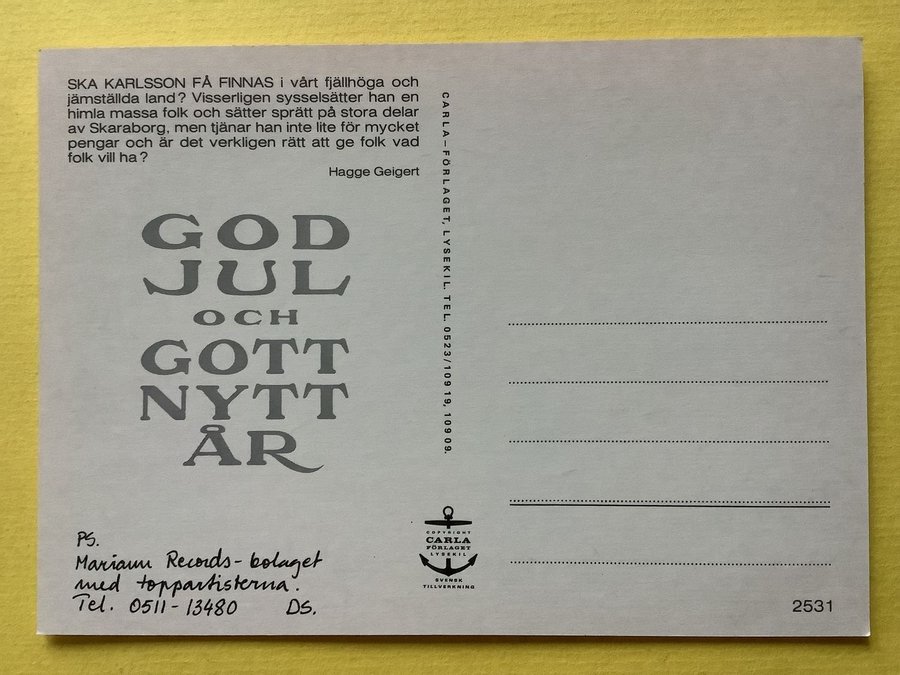 SKA KARLSSON FÅ FINNAS i vårt fjällhöga och
jämställda land? Visserligen sysselsätter han en
himla massa folk och sätter sprätt på stora delar
av Skaraborg, men tjänar han inte lite för mycket
pengar och är det verkligen rätt att ge folk vad
folk vill ha?
Hagge Geigert
GOD
JUL
OCH
GOTT
NYTT
ÅR
PS.
Mariann Records-bolaget
med toppartisterna.
Tel. 0511-13480 DS.
CARLA-FÖRLAGET, LYSEKIL. TEL. 0523/109 19, 109 09.
COPYRIGHT
CARLA
FÖRLAGET
LYSEKIL
SVENSK
TILLVERKNING
2531